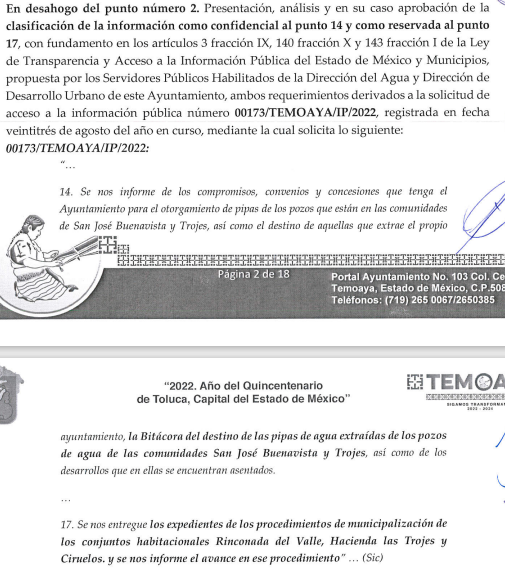 En desahogo del punto número 2. Presentación, análisis y en su caso aprobación de la
clasificación de la información como confidencial al punto 14 y como reservada al punto
17, con fundamento en los artículos 3 fracción IX, 140 fracción X y 143 fracción I de la Ley
de Transparencia y Acceso a la Información Pública del Estado de México y Municipios,
propuesta por los Servidores Públicos Habilitados de la Dirección del Agua y Dirección de
Desarrollo Urbano de este Ayuntamiento, ambos requerimientos derivados a la solicitud de
acceso a la información pública número 00173/TEMOAYA/IP/2022, registrada en fecha
veintitrés de agosto del año en curso, mediante la cual solicita lo siguiente:
00173/TEMOAYA/IP/2022:
"…
14. Se nos informe de los compromisos, convenios y concesiones que tenga el
Ayuntamiento para el otorgamiento de pipas de los pozos que están en las comunidades
de San José Buenavista y Trojes, así como el destino de aquellas que extrae el propio
Página 2 de 18
Portal Ayuntamiento No. 103 Col. Ce
Temoaya, Estado de México, C.P.508
Teléfonos: (719) 265 0067/2650385
"2022. Año del Quincentenario
de Toluca, Capital del Estado de México"
TEMOA
SIGAMOS TRANSFORMA
2022 - 2024
ayuntamiento, la Bitácora del destino de las pipas de agua extraídas de los pozos
de agua de las comunidades San José Buenavista y Trojes, así como de los
desarrollos que en ellas se encuentran asentados.
…
17. Se nos entregue los expedientes de los procedimientos de municipalización de
los conjuntos habitacionales Rinconada del Valle, Hacienda las Trojes y
Ciruelos. y se nos informe el avance en ese procedimiento" … (Sic)